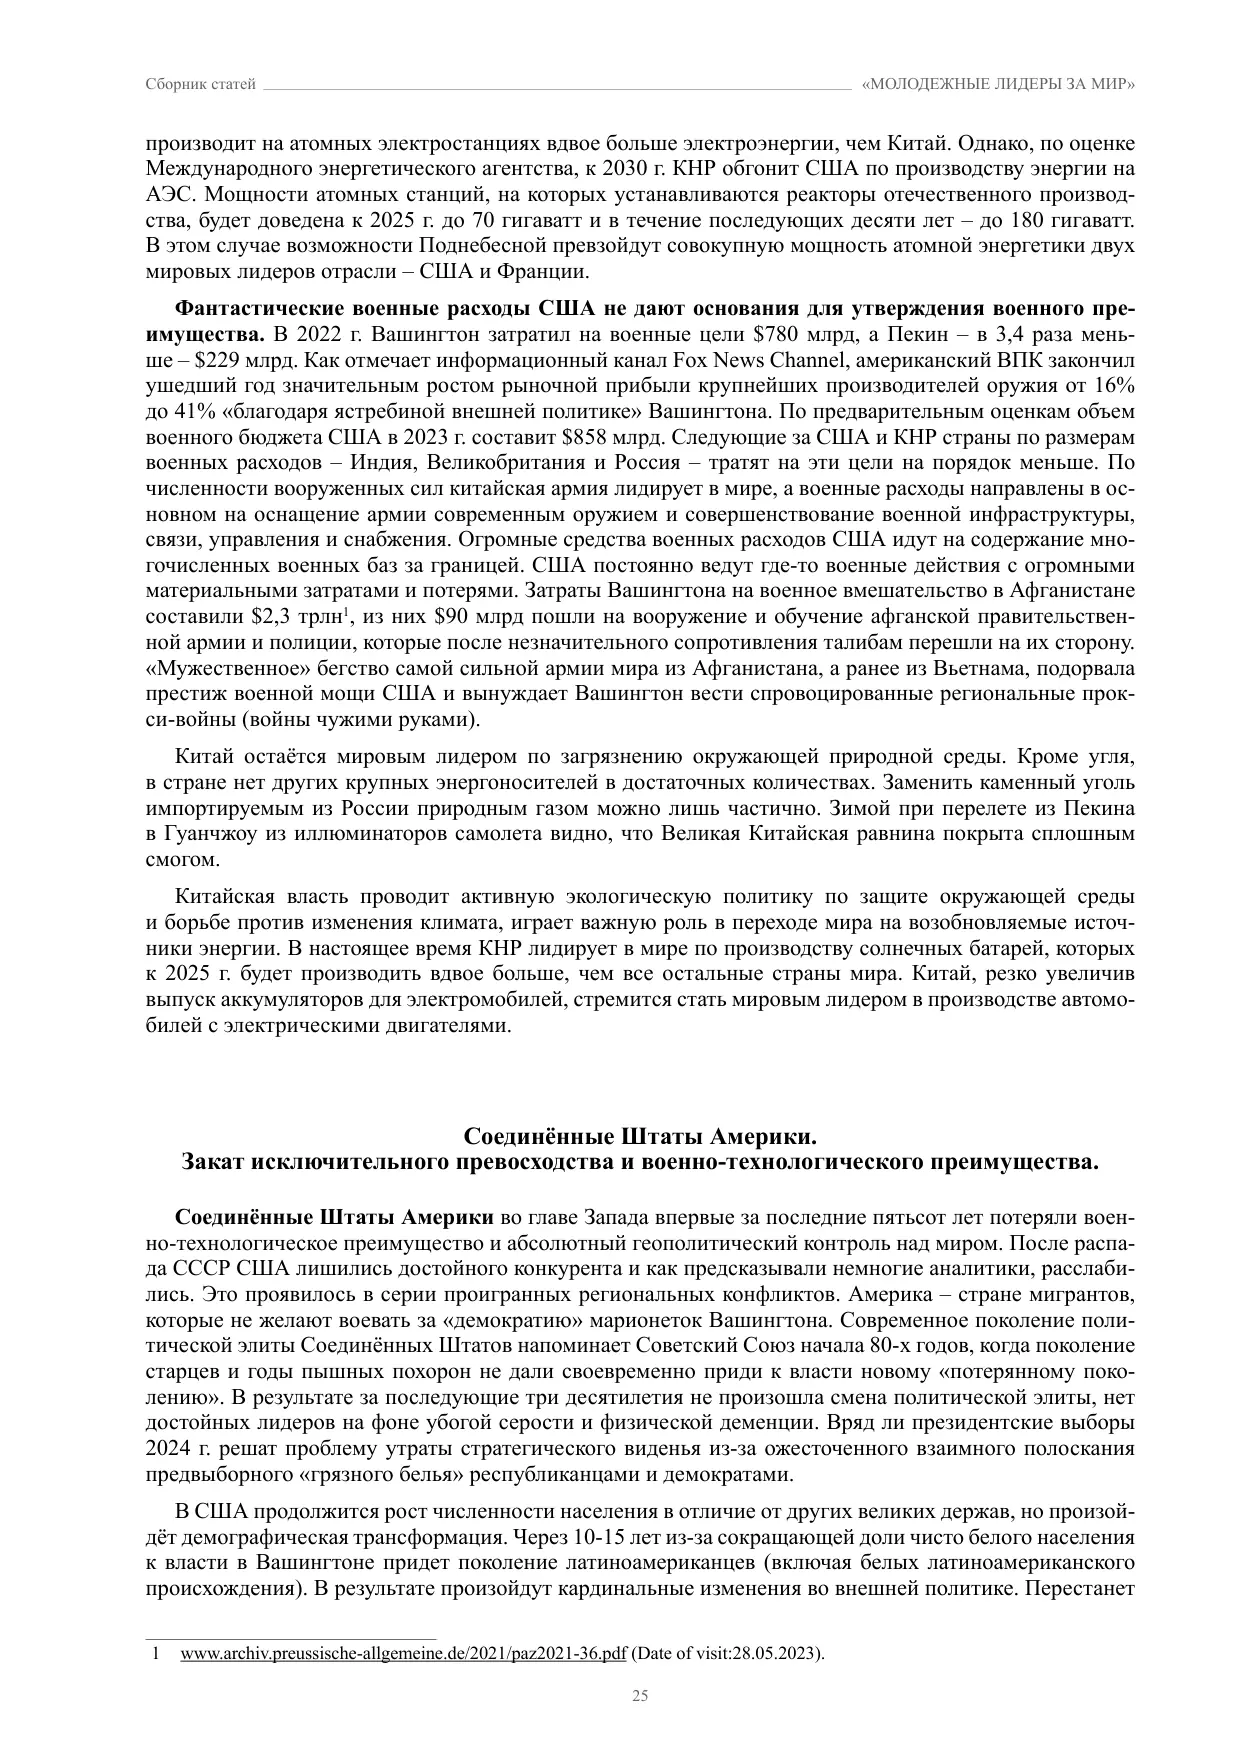 Сборник статей «МОЛОДЕЖНЫЕ ЛИДЕРЫ ЗА МИР»
производит на атомных электростанциях вдвое больше электроэнергии, чем Китай. Однако, по оценке
Международного энергетического агентства, к 2030 г. КНР обгонит США по производству энергии на
АЭС. Мощности атомных станций, на которых устанавливаются реакторы отечественного производ-
ства, будет доведена к 2025 г. до 70 гигаватт и в течение последующих десяти лет – до 180 гигаватт.
В этом случае возможности Поднебесной превзойдут совокупную мощность атомной энергетики двух
мировых лидеров отрасли – США и Франции.
Фантастические военные расходы США не дают основания для утверждения военного пре-
имущества. В 2022 г. Вашингтон затратил на военные цели $780 млрд, а Пекин – в 3,4 раза мень-
ше – $229 млрд. Как отмечает информационный канал Fox News Channel, американский ВПК закончил
ушедший год значительным ростом рыночной прибыли крупнейших производителей оружия от 16%
до 41% «благодаря ястребиной внешней политике» Вашингтона. По предварительным оценкам объем
военного бюджета США в 2023 г. составит $858 млрд. Следующие за США и КНР страны по размерам
военных расходов – Индия, Великобритания и Россия – тратят на эти цели на порядок меньше. По
численности вооруженных сил китайская армия лидирует в мире, а военные расходы направлены в ос-
новном на оснащение армии современным оружием и совершенствование военной инфраструктуры,
связи, управления и снабжения. Огромные средства военных расходов США идут на содержание мно-
гочисленных военных баз за границей. США постоянно ведут где-то военные действия с огромными
материальными затратами и потерями. Затраты Вашингтона на военное вмешательство в Афганистане
составили $2,3 трлн¹, из них $90 млрд пошли на вооружение и обучение афганской правительствен-
ной армии и полиции, которые после незначительного сопротивления талибам перешли на их сторону.
«Мужественное» бегство самой сильной армии мира из Афганистана, а ранее из Вьетнама, подорвала
престиж военной мощи США и вынуждает Вашингтон вести спровоцированные региональные прок-
си-войны (войны чужими руками).
Китай остаётся мировым лидером по загрязнению окружающей природной среды. Кроме угля,
в стране нет других крупных энергоносителей в достаточных количествах. Заменить каменный уголь
импортируемым из России природным газом можно лишь частично. Зимой при перелете из Пекина
в Гуанчжоу из иллюминаторов самолета видно, что Великая Китайская равнина покрыта сплошным
смогом.
Китайская власть проводит активную экологическую политику по защите окружающей среды
и борьбе против изменения климата, играет важную роль в переходе мира на возобновляемые источ-
ники энергии. В настоящее время КНР лидирует в мире по производству солнечных батарей, которых
к 2025 г. будет производить вдвое больше, чем все остальные страны мира. Китай, резко увеличив
выпуск аккумуляторов для электромобилей, стремится стать мировым лидером в производстве автомо-
билей с электрическими двигателями.
Соединённые Штаты Америки.
Закат исключительного превосходства и военно-технологического преимущества.
Соединённые Штаты Америки во главе Запада впервые за последние пятьсот лет потеряли воен-
но-технологическое преимущество и абсолютный геополитический контроль над миром. После распа-
да СССР США лишились достойного конкурента и как предсказывали немногие аналитики, расслаби-
лись. Это проявилось в серии проигранных региональных конфликтов. Америка – стране мигрантов,
которые не желают воевать за «демократию» марионеток Вашингтона. Современное поколение поли-
тической элиты Соединённых Штатов напоминает Советский Союз начала 80-х годов, когда поколение
старцев и годы пышных похорон не дали своевременно приди к власти новому «потерянному поко-
лению». В результате за последующие три десятилетия не произошла смена политической элиты, нет
достойных лидеров на фоне убогой серости и физической деменции. Вряд ли президентские выборы
2024 г. решат проблему утраты стратегического виденья из-за ожесточенного взаимного полоскания
предвыборного «грязного белья» республиканцами и демократами.
В США продолжится рост численности населения в отличие от других великих держав, но произой-
дёт демографическая трансформация. Через 10-15 лет из-за сокращающей доли чисто белого населения
к власти в Вашингтоне придет поколение латиноамериканцев (включая белых латиноамериканского
происхождения). В результате произойдут кардинальные изменения во внешней политике. Перестанет
1 www.archiv.preussische-allgemeine.de/2021/paz2021-36.pdf (Date of visit:28.05.2023).
25